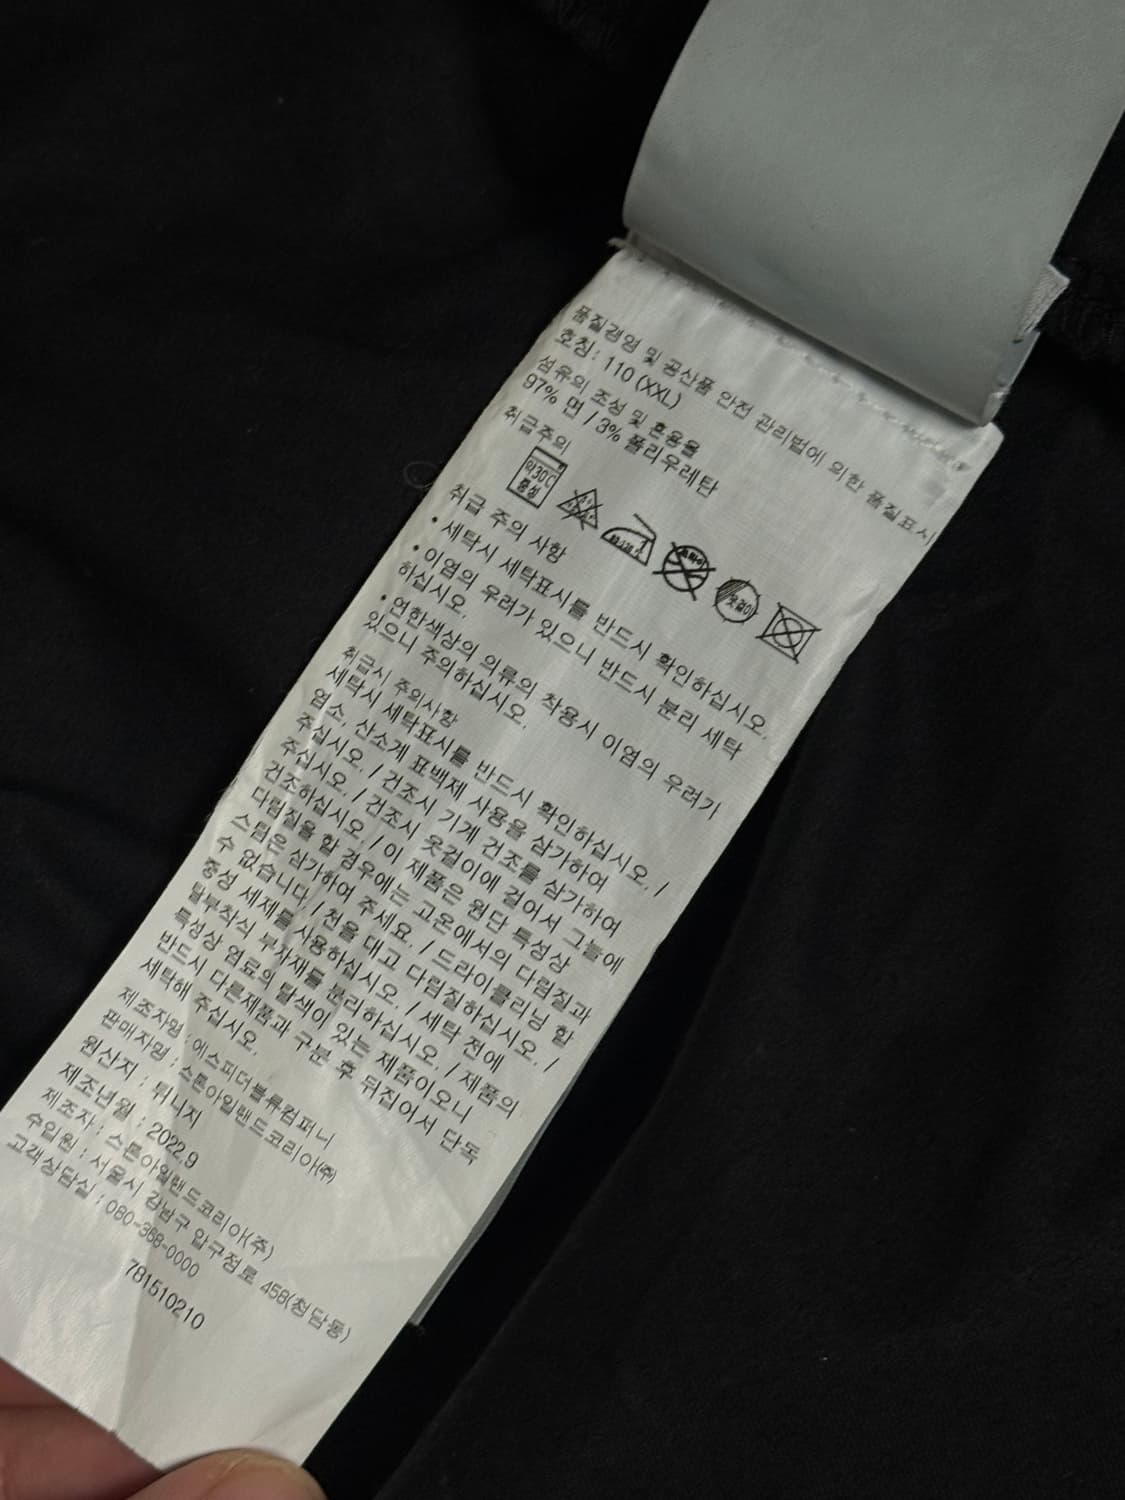 품질경영 및 공산품 안전 관리법에 의한 품질표시
호칭 : 110 (XXL)
섬유의 조성 및 혼용율
97% 면 / 3% 폴리우레탄
취급주의
약30℃
중성
옷걸이
취급 주의 사항
• 세탁시 세탁표시를 반드시 확인하십시오.
• 이염의 우려가 있으니 반드시 분리 세탁
하십시오.
• 연한색상의 의류의 착용시 이염의 우려가
있으니 주의하십시오.
취급시 주의사항
세탁시 세탁표시를 반드시 확인하십시오. /
염소, 산소계 표백제 사용을 삼가하여
주십시오. / 건조시 기계 건조를 삼가하여
주십시오. / 건조시 옷걸이에 걸어서 그늘에
건조하십시오. / 이 제품은 원단 특성상
다림질을 할 경우에는 고온에서의 다림질과
스팀은 삼가하여 주세요. / 드라이클리닝 할
수 없습니다. / 천을 대고 다림질하십시오. /
중성 세제를 사용하십시오. / 세탁 전에
탈부착식 부자재를 분리하십시오. / 제품의
특성상 염료의 탈색이 있는 제품이오니
반드시 다른제품과 구분 후 뒤집어서 단독
세탁해 주십시오.
제조자명 : 에스피더블류컴퍼니
판매자명 : 스톤아일랜드코리아(주)
원산지 : 튀니지
제조년월 : 2022.9
제조자 : 스톤아일랜드코리아(주)
수입원 : 서울시 강남구 압구정로 458(청담동)
고객상담실 : 080-368-0000
781510210